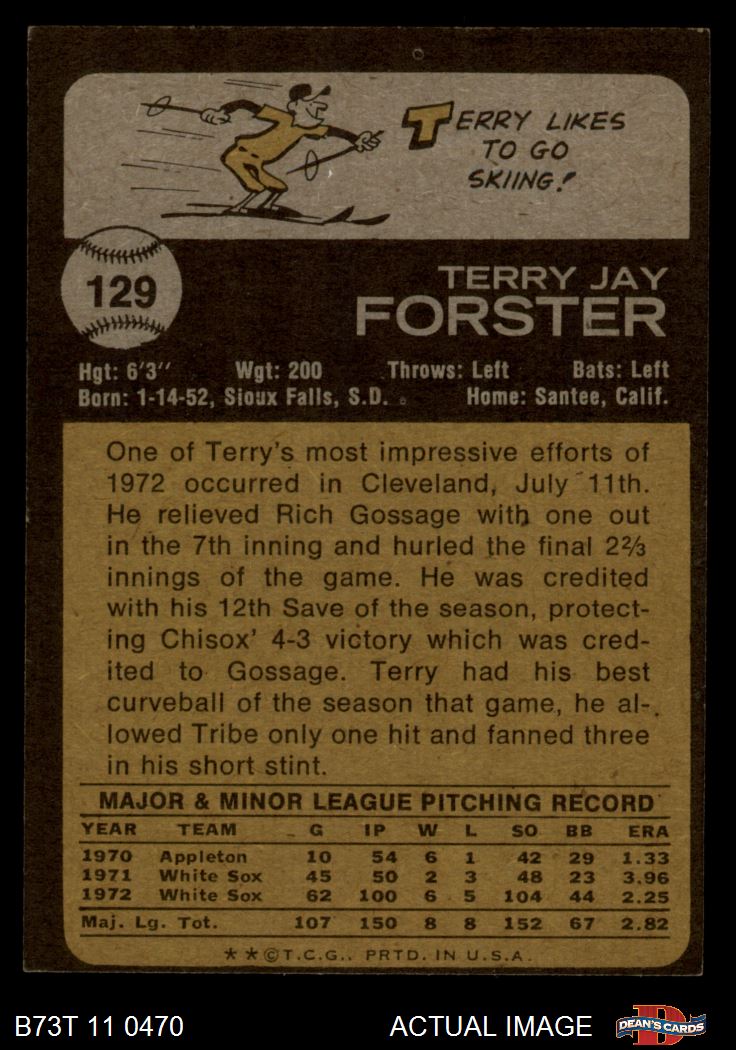 TERRY LIKES
TO GO
SKIING!
129
TERRY JAY
FORSTER
Hgt: 6'3'' Wgt: 200 Throws: Left Bats: Left
Born: 1-14-52, Sioux Falls, S.D. Home: Santee, Calif.
One of Terry's most impressive efforts of
1972 occurred in Cleveland, July 11th.
He relieved Rich Gossage with one out
in the 7th inning and hurled the final 2⅔
innings of the game. He was credited
with his 12th Save of the season, protect-
ing Chisox' 4-3 victory which was cred-
ited to Gossage. Terry had his best
curveball of the season that game, he al-
lowed Tribe only one hit and fanned three
in his short stint.
MAJOR & MINOR LEAGUE PITCHING RECORD
YEAR TEAM G IP W L SO BB ERA
1970 Appleton 10 54 6 1 42 29 1.33
1971 White Sox 45 50 2 3 48 23 3.96
1972 White Sox 62 100 6 5 104 44 2.25
Maj. Lg. Tot. 107 150 8 8 152 67 2.82
★ ★ © T.C.G.. PRTD. IN U.S.A.
B73T 11 0470 ACTUAL IMAGE
D
DEAN'S CARDS